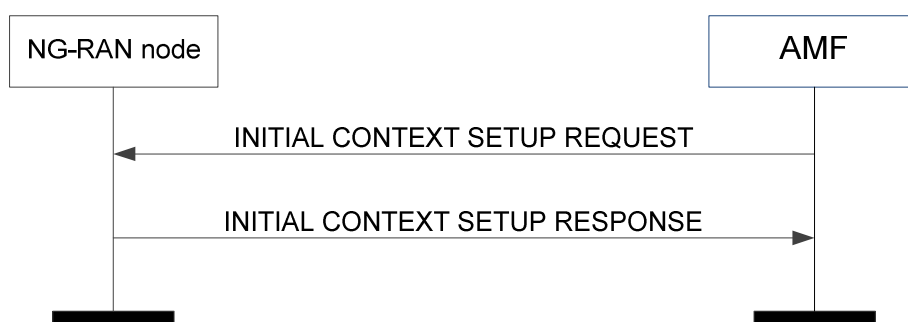 NG-RAN node
AMF
INITIAL CONTEXT SETUP REQUEST
INITIAL CONTEXT SETUP RESPONSE